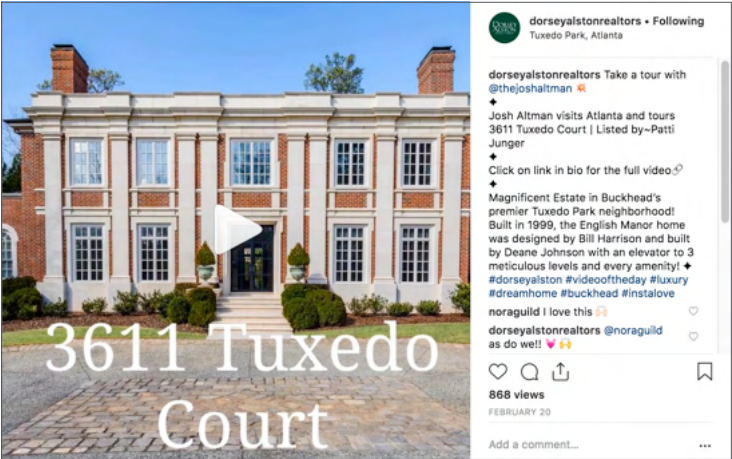 3611 Tuxedo
Court
DORSEY
ALSTON
REALTORS
dorseyalstonrealtors • Following
Tuxedo Park, Atlanta
dorseyalstonrealtors Take a tour with
@thejoshaltman 💥
✦
Josh Altman visits Atlanta and tours
3611 Tuxedo Court | Listed by~Patti
Junger
✦
Click on link in bio for the full video🔗
✦
Magnificent Estate in Buckhead's
premier Tuxedo Park neighborhood!
Built in 1999, the English Manor home
was designed by Bill Harrison and built
by Deane Johnson with an elevator to 3
meticulous levels and every amenity! ✦
#dorseyalston #videooftheday #luxury
#dreamhome #buckhead #instalove
noraguild I love this 🙌🏻
dorseyalstonrealtors @noraguild
as do we!! 💓 🙌
868 views
FEBRUARY 20
Add a comment...